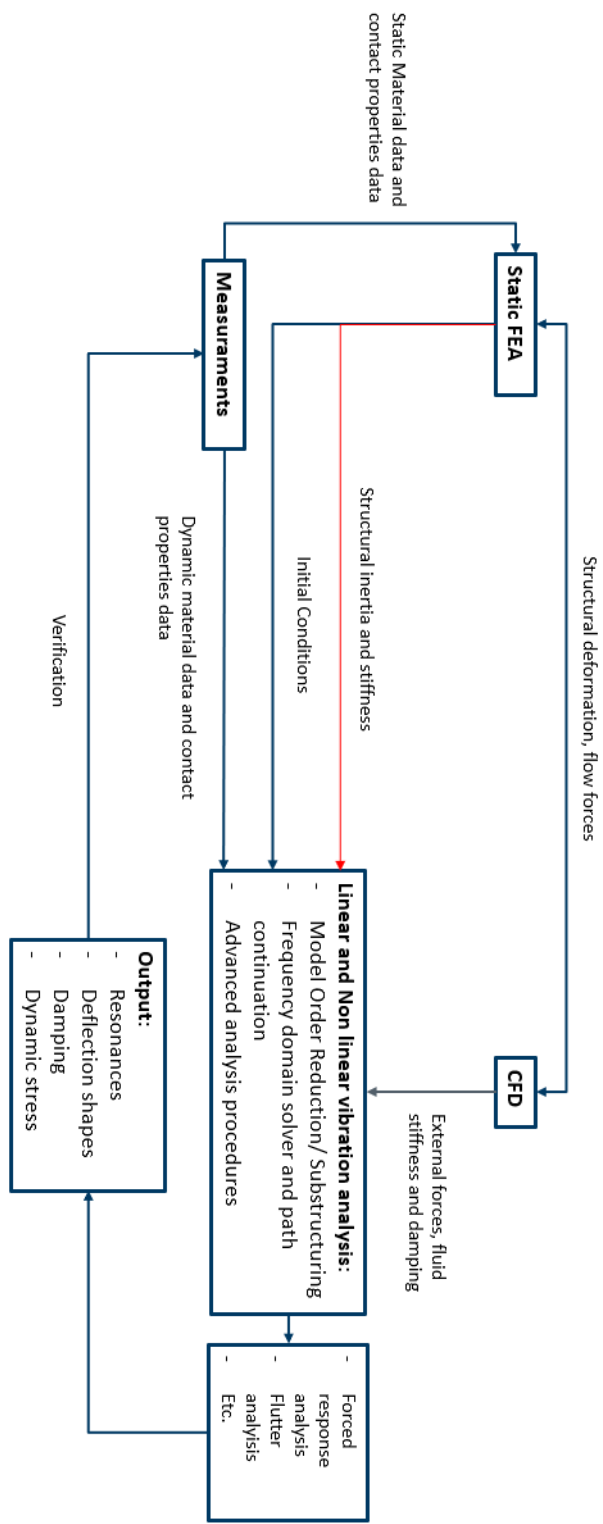 Structural deformation, flow forces
Static Material data and
contact properties data
Static FEA
CFD
Structural inertia and stiffness
External forces, fluid
stiffness and damping
Initial Conditions
Measuraments
Dynamic material data and contact
properties data
Linear and Non linear vibration analysis:
- Model Order Reduction/ Substructuring
- Frequency domain solver and path
continuation
- Advanced analysis procedures
- Forced
response
analysis
- Flutter
analyisis
- Etc.
Verification
Output:
- Resonances
- Deflection shapes
- Damping
- Dynamic stress